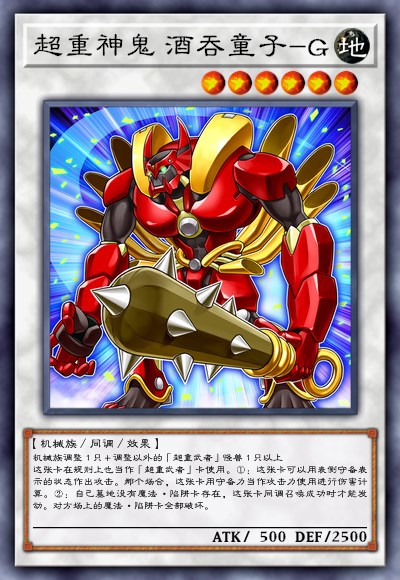 超重神鬼 酒吞童子-G
地
【机械族／同调／效果】
机械族调整1只＋调整以外的「超重武者」怪兽1只以上
这张卡在规则上也当作「超重武者」卡使用。①：这张卡可以用表侧守备表
示的状态作出攻击。那个场合，这张卡用守备力当作攻击力使用进行伤害计
算。②：自己墓地没有魔法·陷阱卡存在，这张卡同调召唤成功时才能发
动。对方场上的魔法·陷阱卡全部破坏。
ATK/ 500 DEF/2500